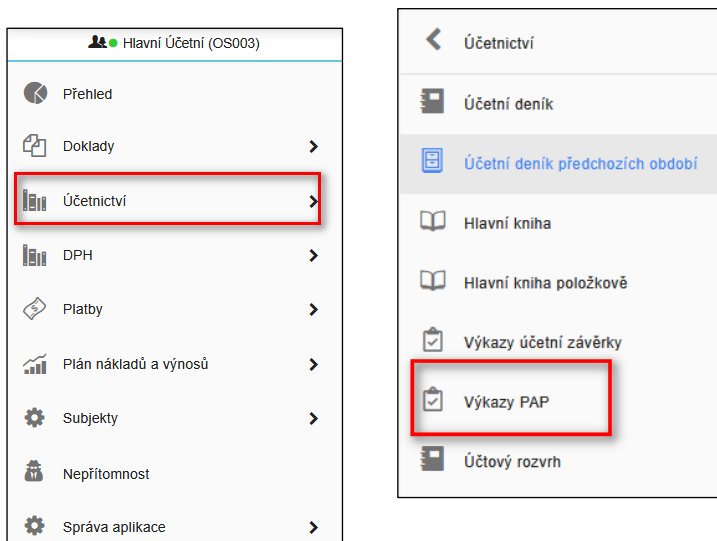 Hlavní Účetní (OS003)
Přehled
Doklady
Účetnictví
DPH
Platby
Plán nákladů a výnosů
Subjekty
Nepřítomnost
Správa aplikace
Účetnictví
Účetní deník
Účetní deník předchozích období
Hlavní kniha
Hlavní kniha položkově
Výkazy účetní závěrky
Výkazy PAP
Účtový rozvrh